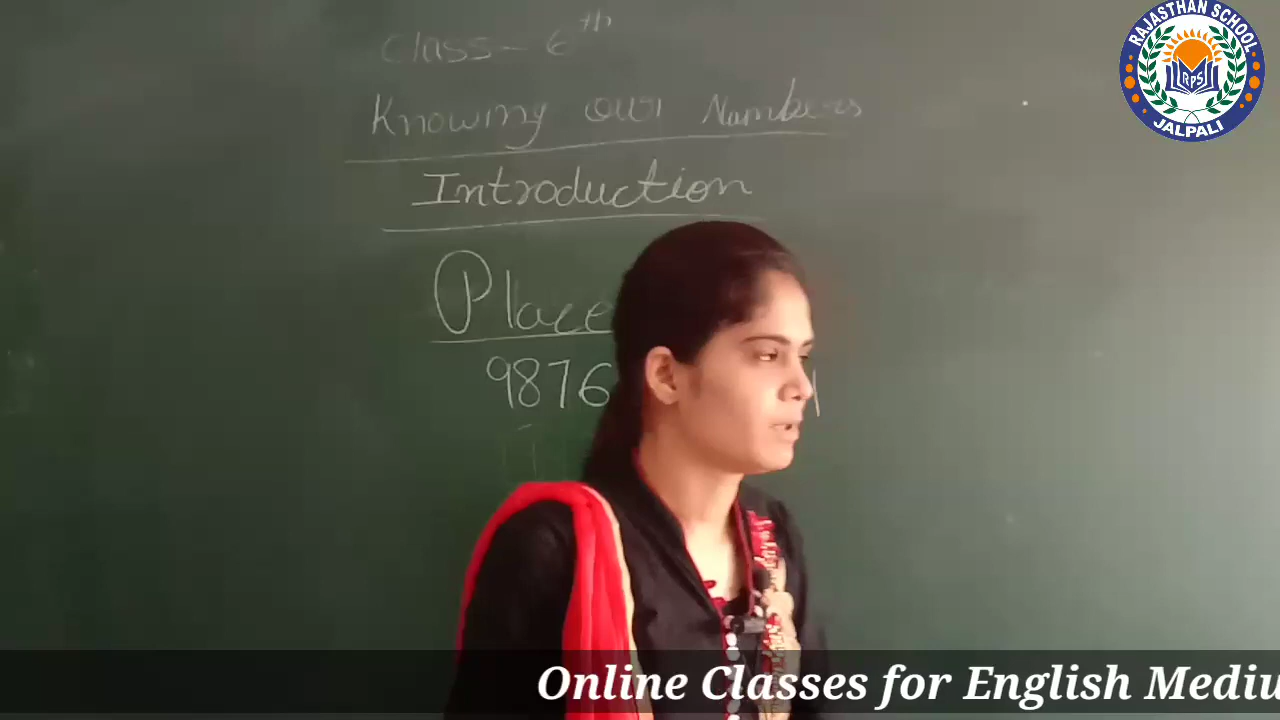 Class - 6th
Knowing our Numbers
Introduction
Place
9876
RAJASTHAN SCHOOL
RPS
JALPALI
Online Classes for English Mediu